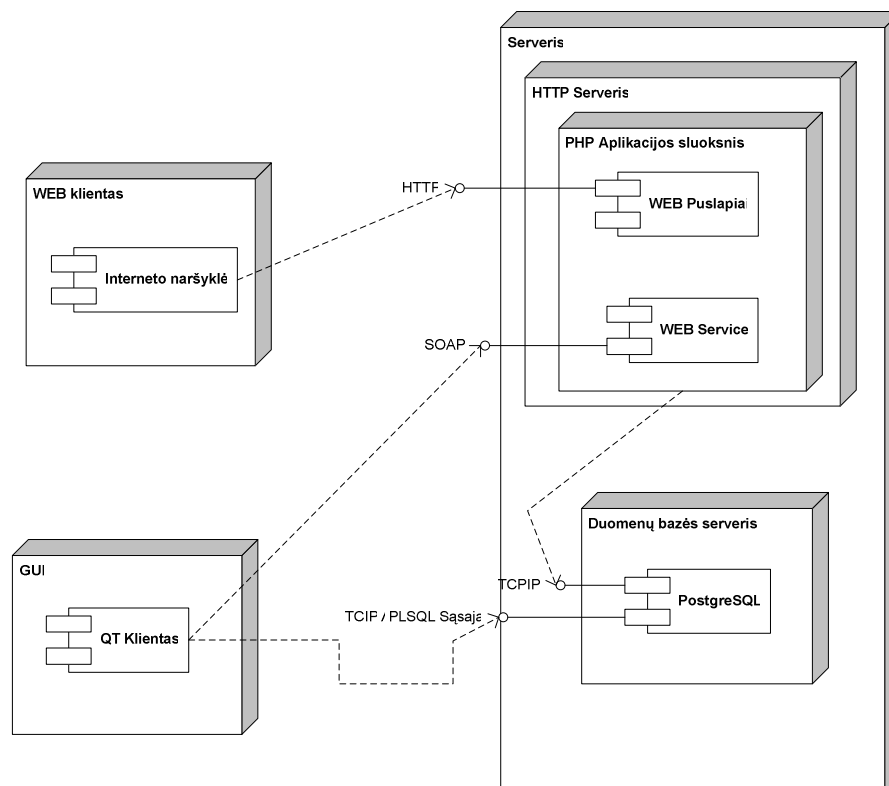 Serveris
HTTP Serveris
PHP Aplikacijos sluoksnis
WEB klientas
HTTP
WEB Puslapiai
Interneto naršyklė
SOAP
WEB Service
Duomenų bazės serveris
GUI
TCPIP
PostgreSQL
TCIP / PLSQL Sąsaja
QT Klientas